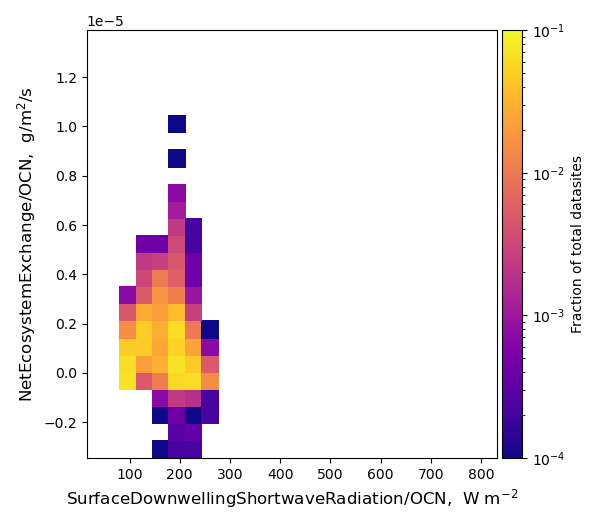 1e−5
1.2
1.0
0.8
0.6
0.4
0.2
0.0
−0.2
NetEcosystemExchange/OCN, g/m²/s
100 200 300 400 500 600 700 800
SurfaceDownwellingShortwaveRadiation/OCN, W m⁻²
10⁻¹
10⁻²
10⁻³
10⁻⁴
Fraction of total datasites